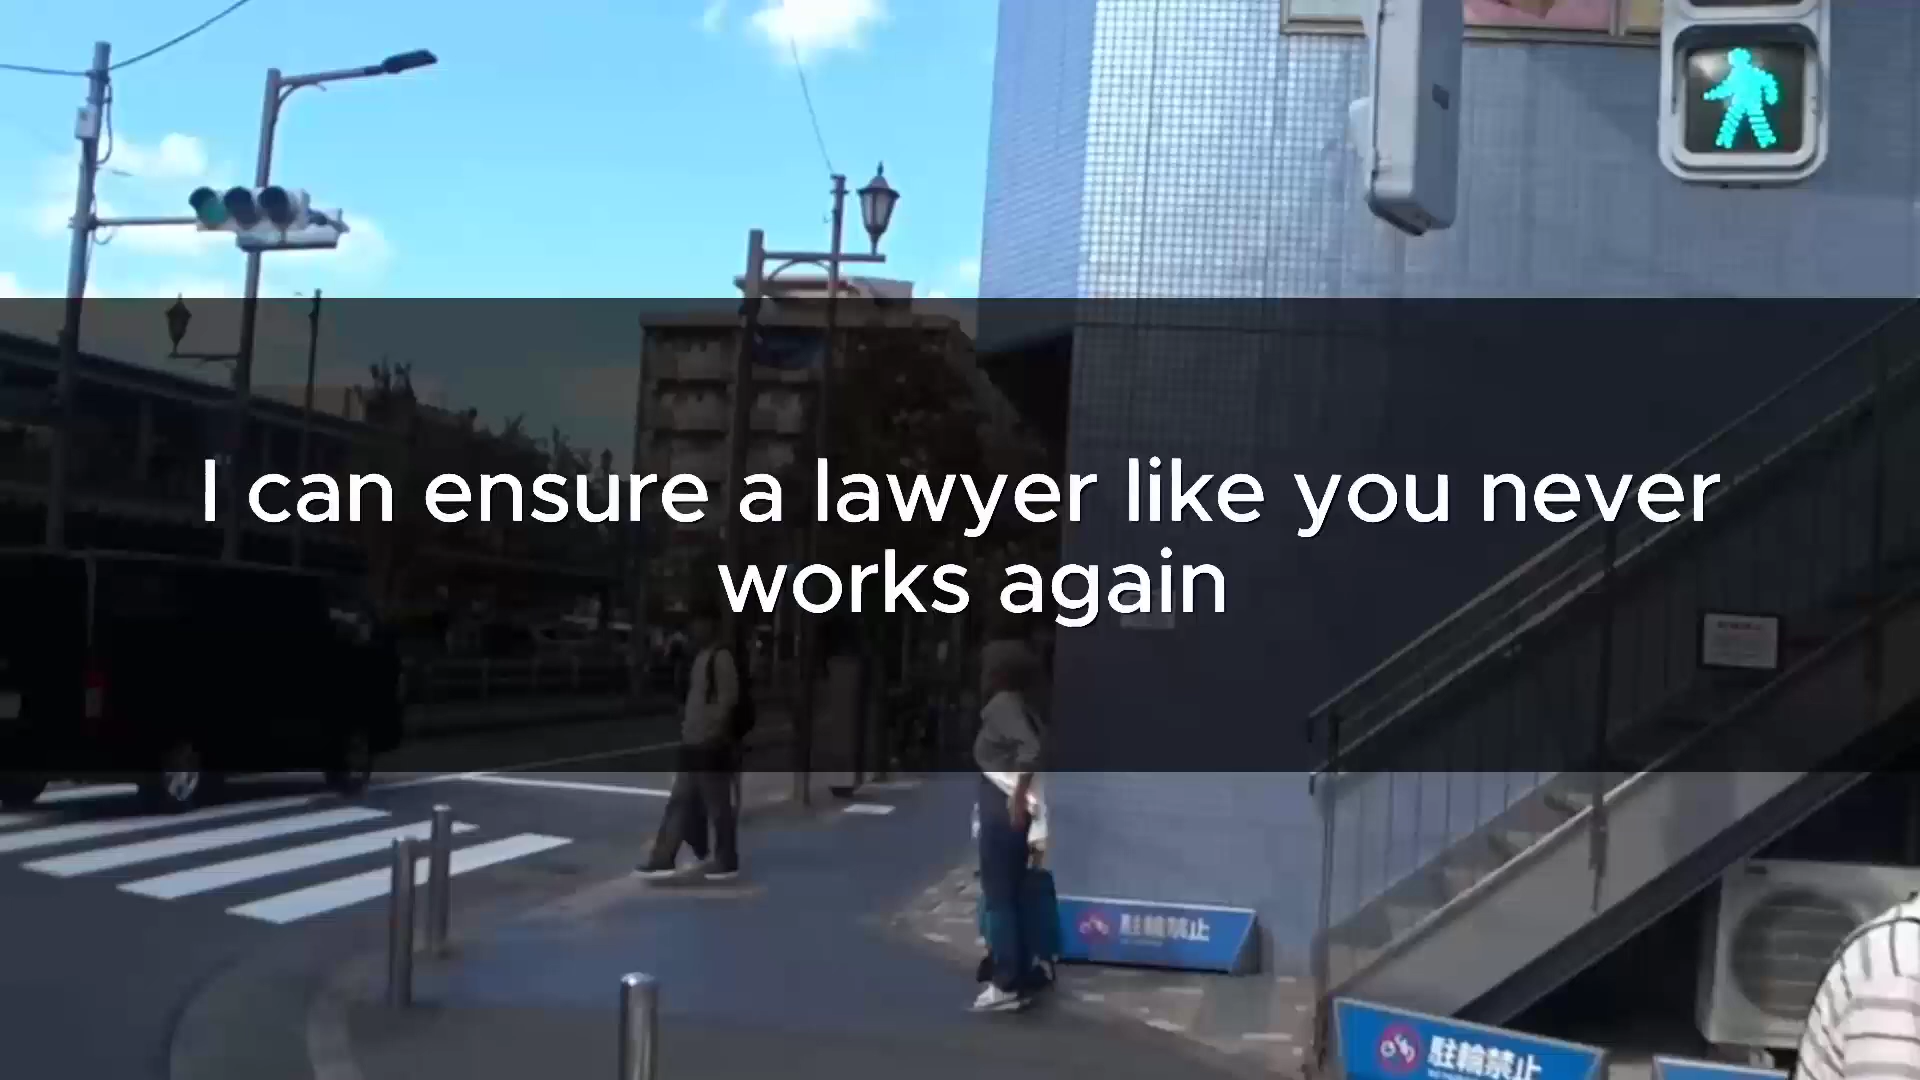 I can ensure a lawyer like you never
works again
駐輪禁止
駐輪禁止